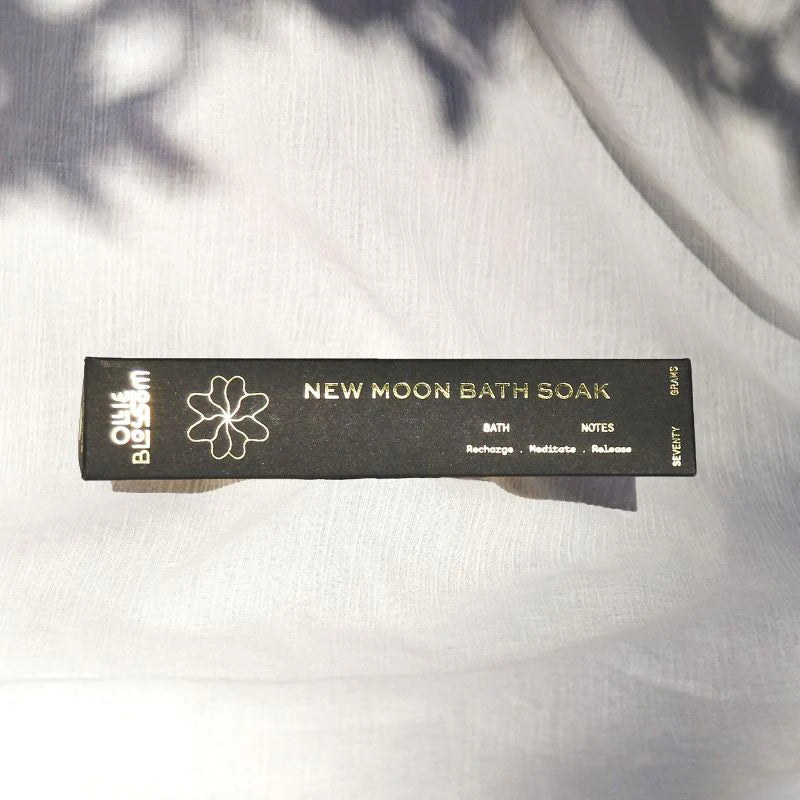 OLLIE
BLOSSOM
NEW MOON BATH SOAK
BATH NOTES
Recharge . Meditate . Release
SEVENTY GRAMS